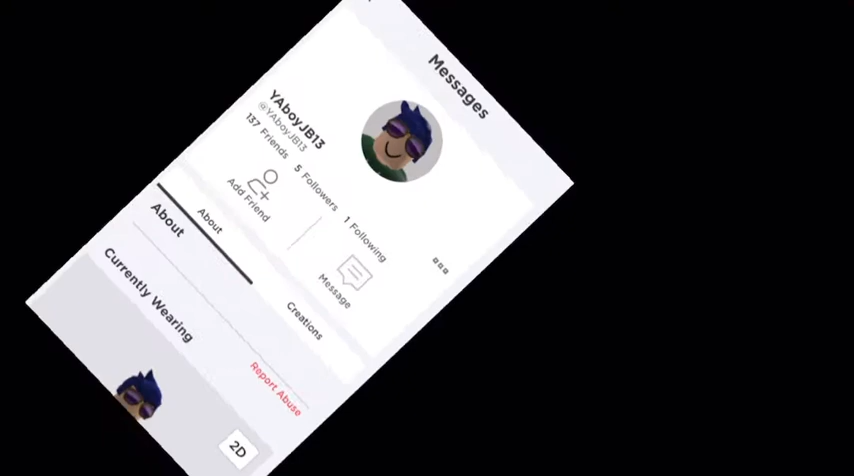 Messages
YAboyJB13
@YAboyJB13
137 Friends 5 Followers 1 Following
Add Friend
Message
About
Creations
About
Report Abuse
Currently Wearing
2D